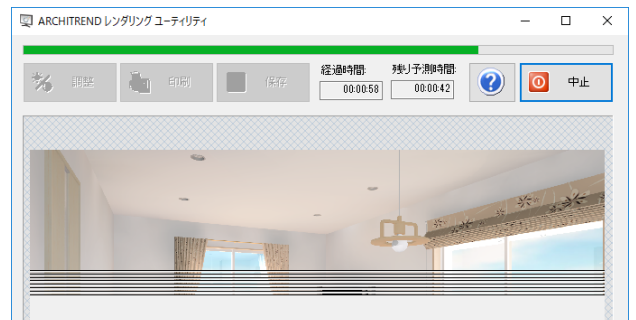 ARCHITREND レンダリング ユーティリティ
調整
印刷
保存
経過時間:
00:00:58
残り予測時間:
00:00:42
中止